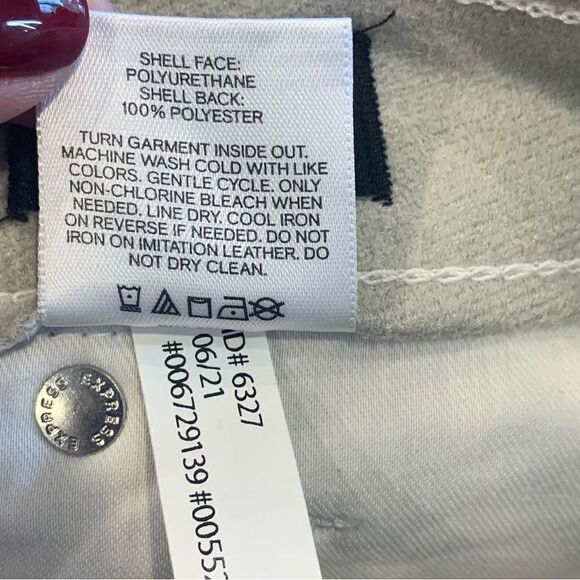 SHELL FACE:
POLYURETHANE
SHELL BACK:
100% POLYESTER
TURN GARMENT INSIDE OUT.
MACHINE WASH COLD WITH LIKE
COLORS. GENTLE CYCLE. ONLY
NON-CHLORINE BLEACH WHEN
NEEDED. LINE DRY. COOL IRON
ON REVERSE IF NEEDED. DO NOT
IRON ON IMITATION LEATHER. DO
NOT DRY CLEAN.
ID# 6327
06/21
#006729139 #0055
EXPRESS EXPRESS